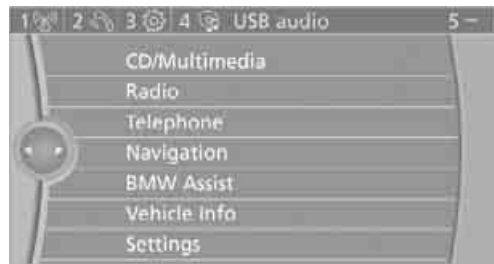 1 2 3 4 USB audio 5 –
CD/Multimedia
Radio
Telephone
Navigation
BMW Assist
Vehicle Info
Settings